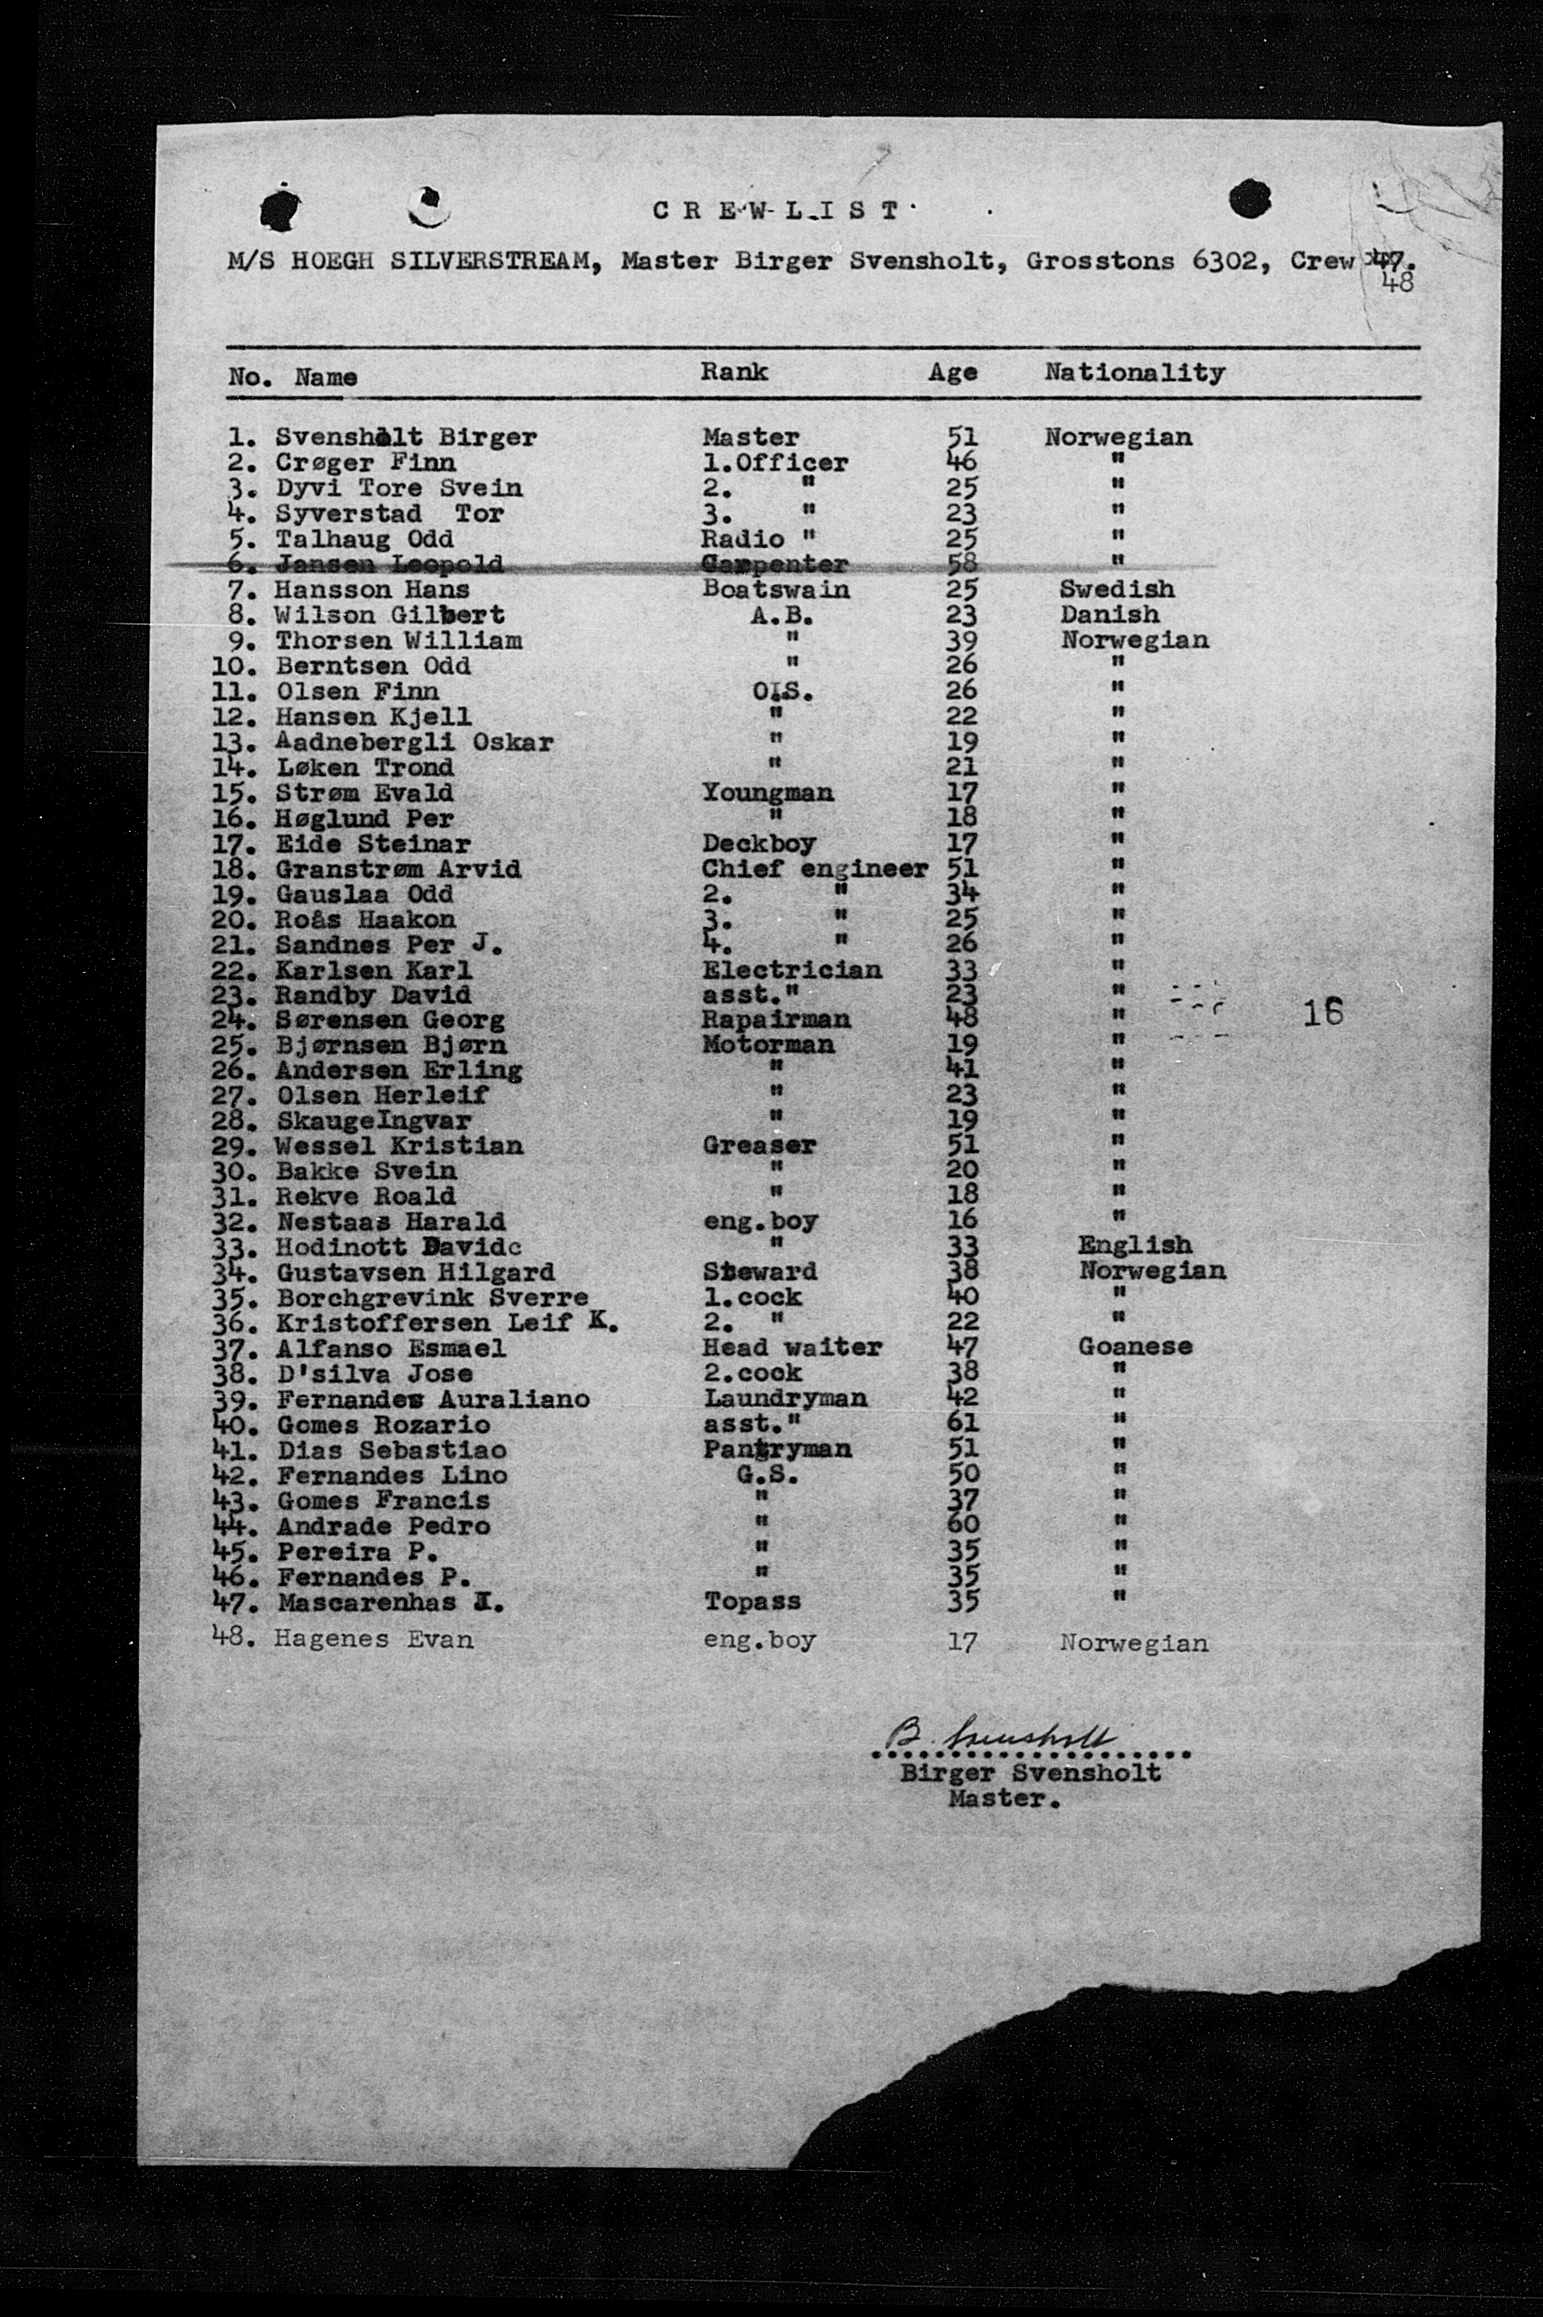 CREW LIST
M/S HOEGH SILVERSTREAM, Master Birger Svensholt, Grosstons 6302, Crew 47.
48
No. Name Rank Age Nationality
1. Svensholt Birger Master 51 Norwegian
2. Crøger Finn 1.Officer 46 "
3. Dyvi Tore Svein 2. " 25 "
4. Syverstad Tor 3. " 23 "
5. Talhaug Odd Radio " 25 "
6. Jansen Leopold Carpenter 58 "
7. Hansson Hans Boatswain 25 Swedish
8. Wilson Gilbert A.B. 23 Danish
9. Thorsen William " 39 Norwegian
10. Berntsen Odd " 26 "
11. Olsen Finn O.S. 26 "
12. Hansen Kjell " 22 "
13. Aadnebergli Oskar " 19 "
14. Løken Trond " 21 "
15. Strøm Evald Youngman 17 "
16. Høglund Per " 18 "
17. Eide Steinar Deckboy 17 "
18. Granstrøm Arvid Chief engineer 51 "
19. Gauslaa Odd 2. " 34 "
20. Roås Haakon 3. " 25 "
21. Sandnes Per J. 4. " 26 "
22. Karlsen Karl Electrician 33 "
23. Randby David asst." 23 "
24. Sørensen Georg Rapairman 48 " 16
25. Bjørnsen Bjørn Motorman 19 "
26. Andersen Erling " 41 "
27. Olsen Herleif " 23 "
28. SkaugeIngvar " 19 "
29. Wessel Kristian Greaser 51 "
30. Bakke Svein " 20 "
31. Rekve Roald " 18 "
32. Nestaas Harald eng.boy 16 "
33. Hodinott Davidc " 33 English
34. Gustavsen Hilgard Steward 38 Norwegian
35. Borchgrevink Sverre 1.cock 40 "
36. Kristoffersen Leif K. 2. " 22 "
37. Alfanso Esmael Head waiter 47 Goanese
38. D'silva Jose 2.cook 38 "
39. Fernandes Auraliano Laundryman 42 "
40. Gomes Rozario asst." 61 "
41. Dias Sebastiao Pantryman 51 "
42. Fernandes Lino G.S. 50 "
43. Gomes Francis " 37 "
44. Andrade Pedro " 60 "
45. Pereira P. " 35 "
46. Fernandes P. " 35 "
47. Mascarenhas I. Topass 35 "
48. Hagenes Evan eng.boy 17 Norwegian
B. Svensholt
Birger Svensholt
Master.